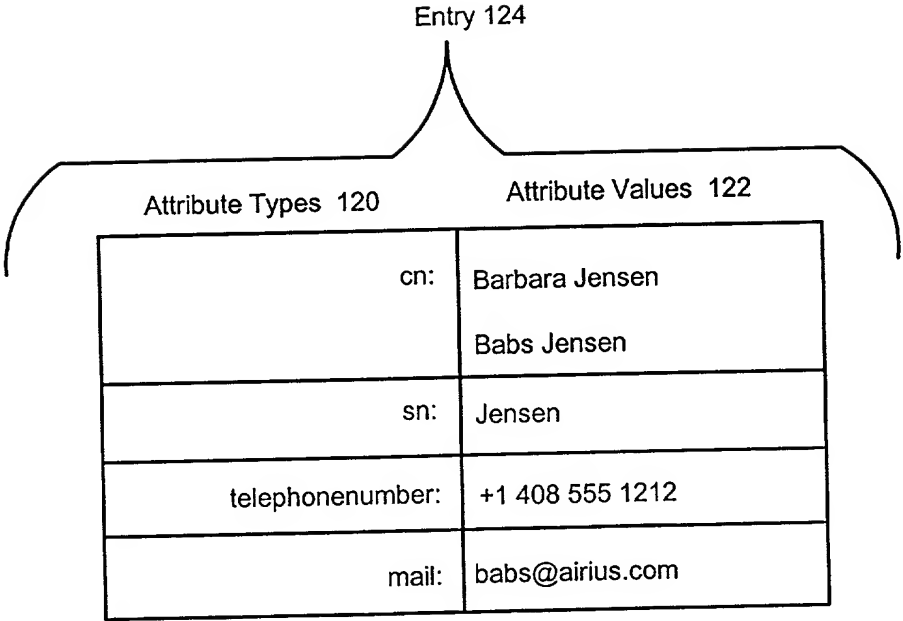 Entry 124
Attribute Types 120
Attribute Values 122
cn:
Barbara Jensen
Babs Jensen
sn:
Jensen
telephonenumber:
+1 408 555 1212
mail:
babs@airius.com